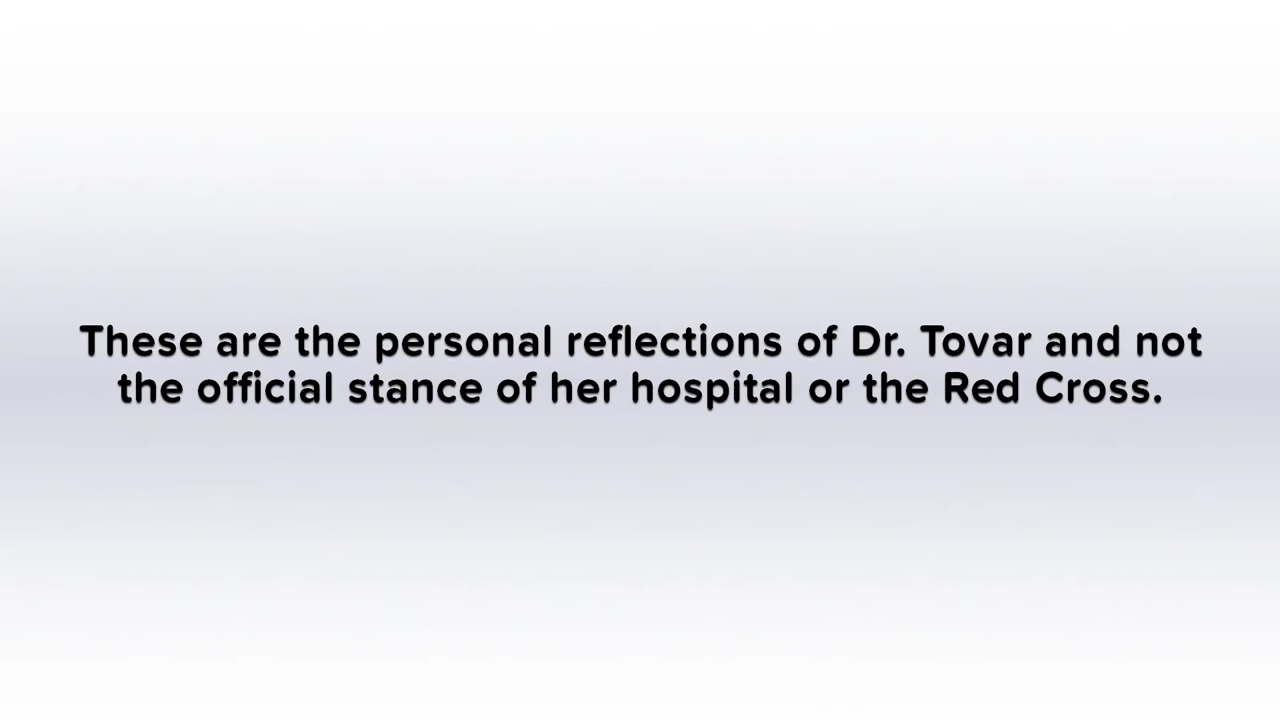 These are the personal reflections of Dr. Tovar and not
the official stance of her hospital or the Red Cross.